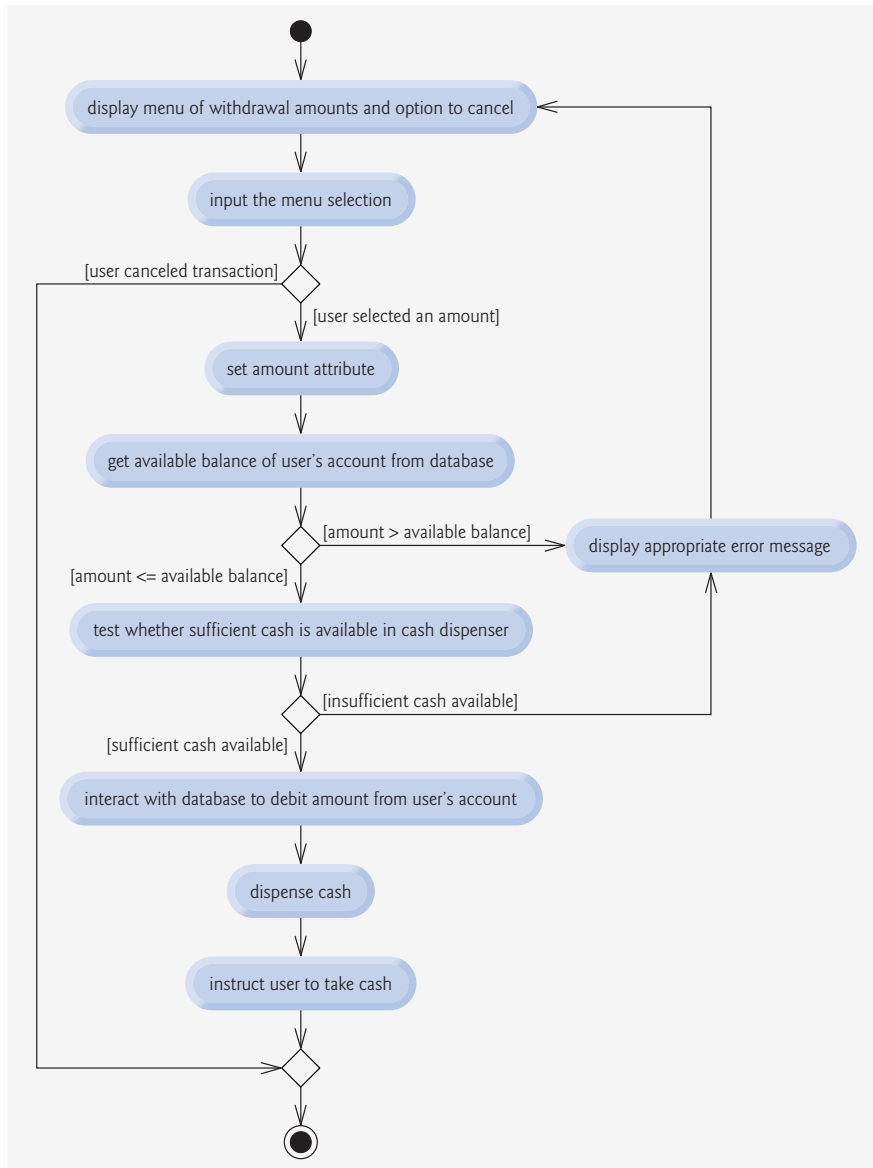 display menu of withdrawal amounts and option to cancel
input the menu selection
[user canceled transaction]
[user selected an amount]
set amount attribute
get available balance of user's account from database
[amount > available balance]
display appropriate error message
[amount <= available balance]
test whether sufficient cash is available in cash dispenser
[insufficient cash available]
[sufficient cash available]
interact with database to debit amount from user's account
dispense cash
instruct user to take cash